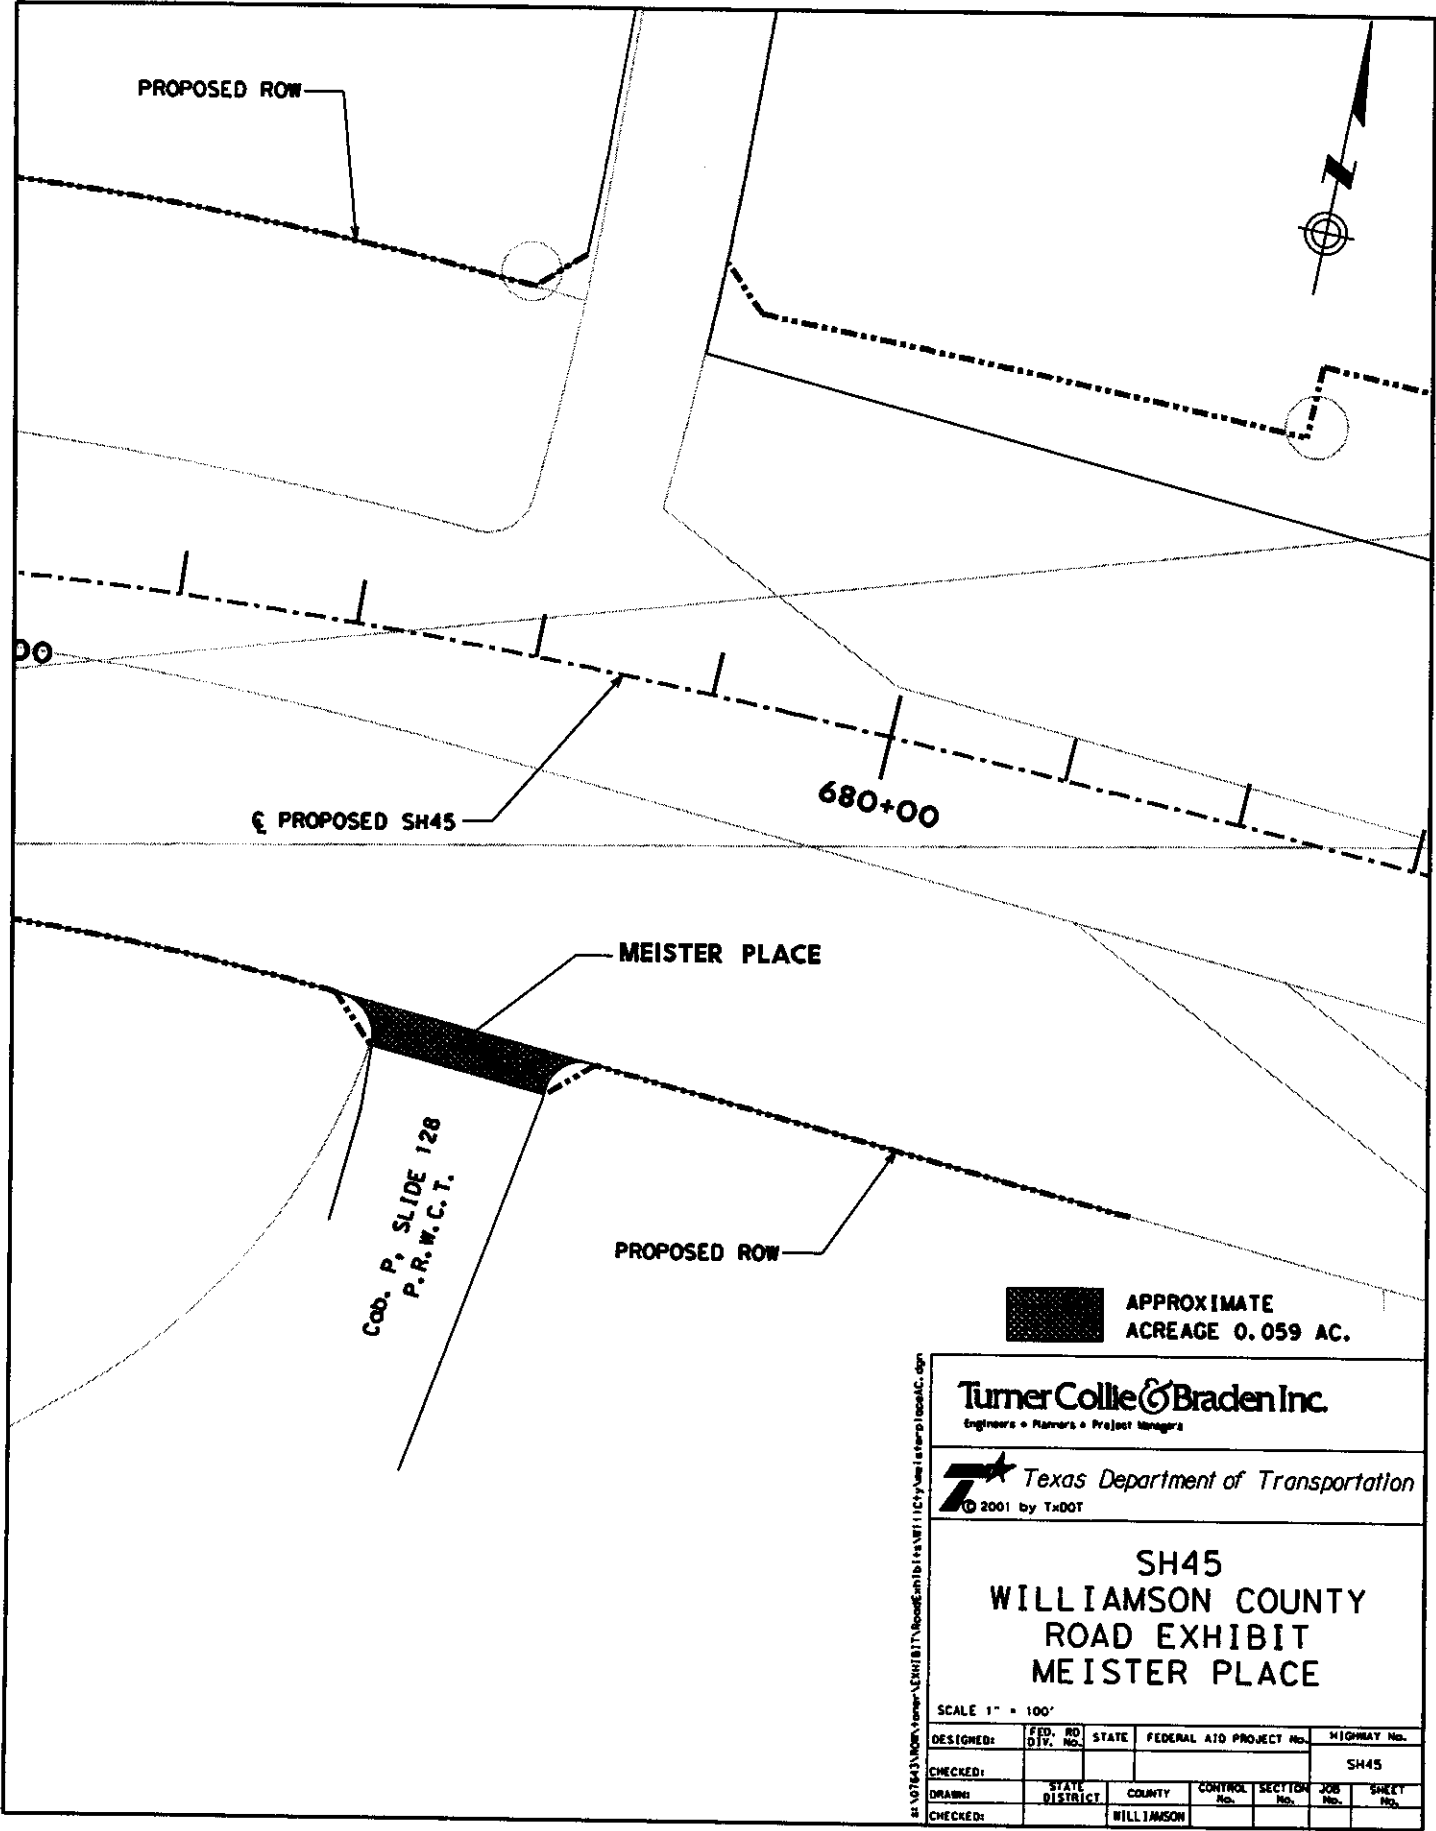 PROPOSED ROW
N
00
680+00
℄ PROPOSED SH45
MEISTER PLACE
Cab. P, SLIDE 128
P.R.W.C.T.
PROPOSED ROW
APPROXIMATE
ACREAGE 0.059 AC.
Turner Collie & Braden Inc.
Engineers • Planners • Project Managers
Texas Department of Transportation
© 2001 by TxDOT
SH45
WILLIAMSON COUNTY
ROAD EXHIBIT
MEISTER PLACE
SCALE 1" = 100'
DESIGNED:
FED. RD DIV. No.
STATE
FEDERAL AID PROJECT No.
HIGHWAY No.
CHECKED:
SH45
DRAWN:
STATE DISTRICT
COUNTY
CONTROL No.
SECTION No.
JOB No.
SHEET No.
CHECKED:
WILLIAMSON